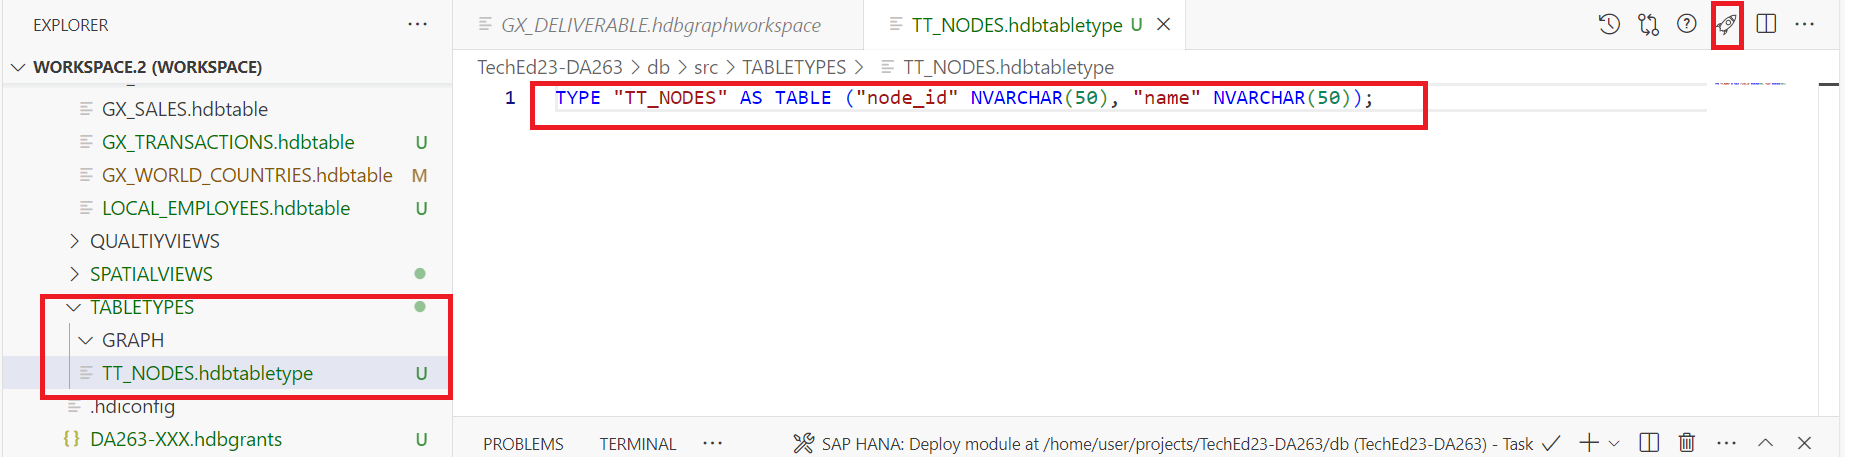 EXPLORER
WORKSPACE.2 (WORKSPACE)
GX_SALES.hdbtable
GX_TRANSACTIONS.hdbtable U
GX_WORLD_COUNTRIES.hdbtable M
LOCAL_EMPLOYEES.hdbtable U
QUALTIYVIEWS
SPATIALVIEWS
TABLETYPES
GRAPH
TT_NODES.hdbtabletype U
.hdiconfig
{} DA263-XXX.hdbgrants U
GX_DELIVERABLE.hdbgraphworkspace
TT_NODES.hdbtabletype U
TechEd23-DA263 > db > src > TABLETYPES > TT_NODES.hdbtabletype
1 TYPE "TT_NODES" AS TABLE ("node_id" NVARCHAR(50), "name" NVARCHAR(50));
PROBLEMS TERMINAL ··· SAP HANA: Deploy module at /home/user/projects/TechEd23-DA263/db (TechEd23-DA263) - Task